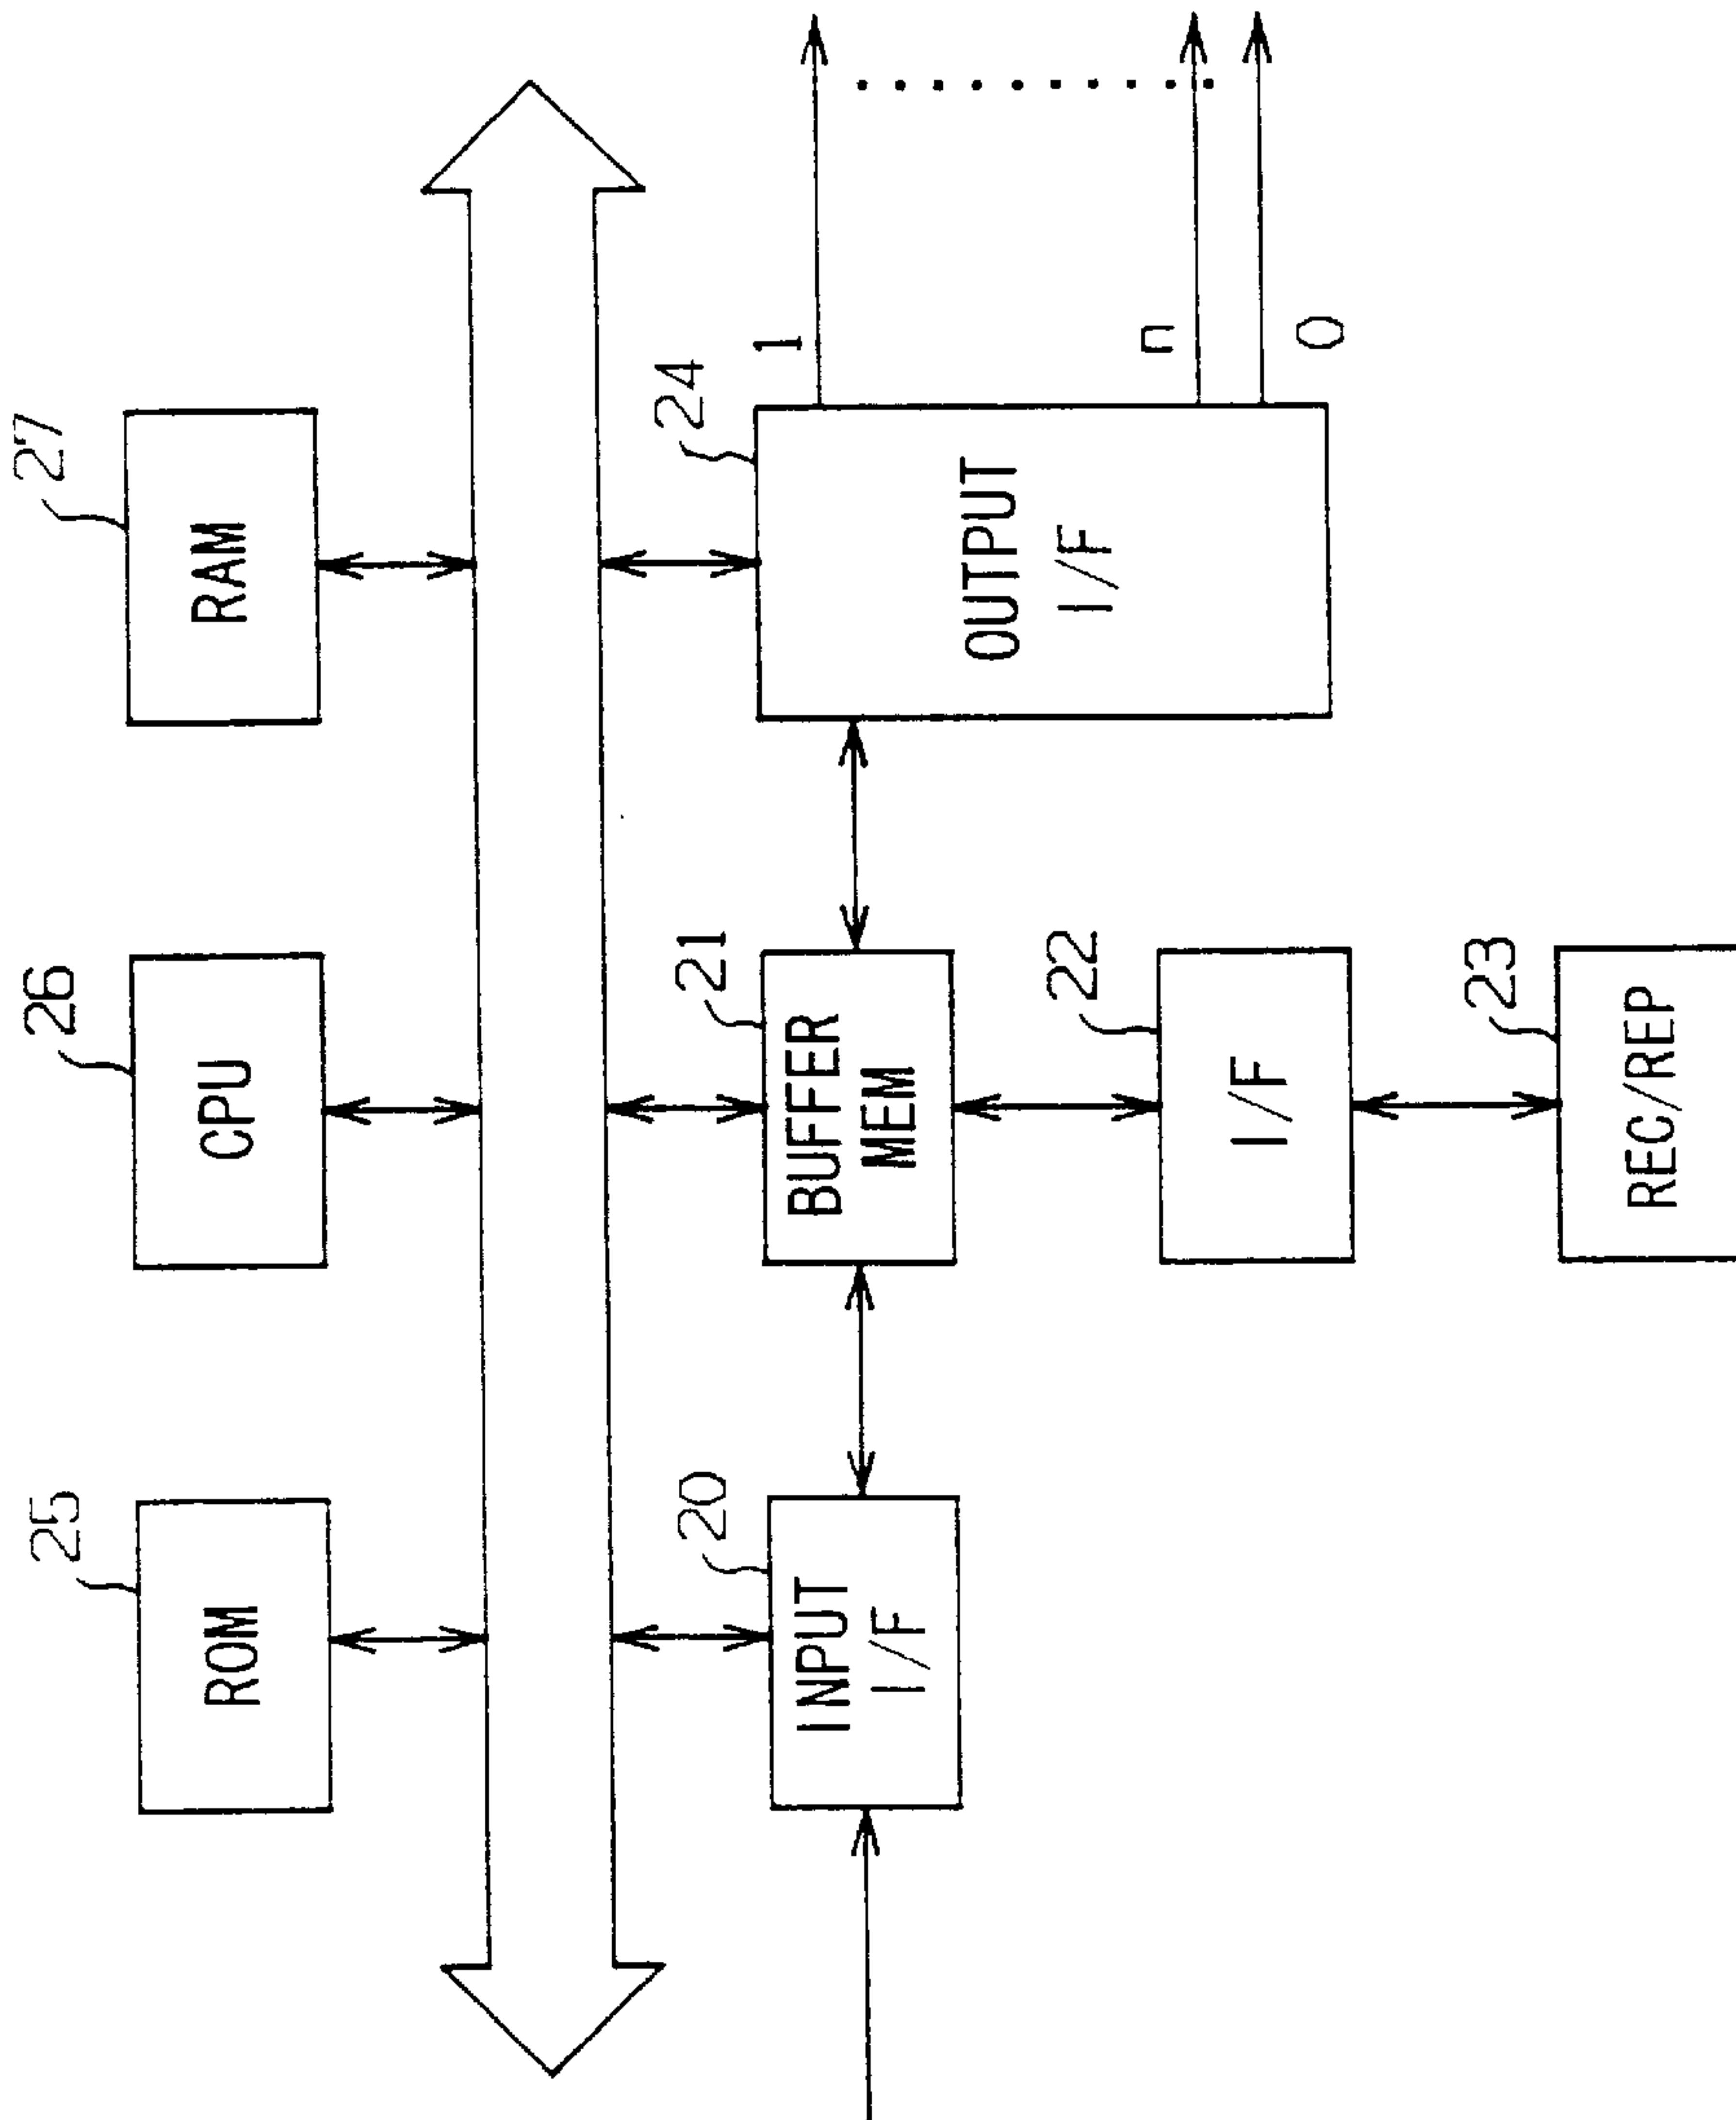 25
26
27
ROM
CPU
RAM
20
21
24
INPUT
I/F
BUFFER
MEM
OUTPUT
I/F
1
n
0
22
I/F
23
REC/REP